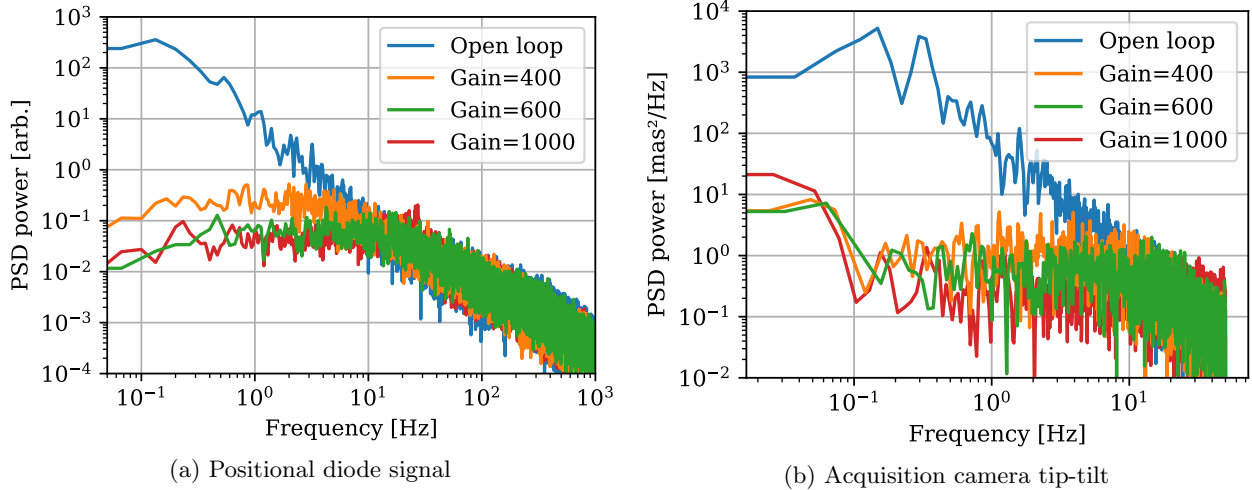 10³
10²
10¹
10⁰
10⁻¹
10⁻²
10⁻³
10⁻⁴
PSD power [arb.]
Open loop
Gain=400
Gain=600
Gain=1000
10⁻¹ 10⁰ 10¹ 10² 10³
Frequency [Hz]
(a) Positional diode signal
10⁴
10³
10²
10¹
10⁰
10⁻¹
10⁻²
PSD power [mas²/Hz]
Open loop
Gain=400
Gain=600
Gain=1000
10⁻¹ 10⁰ 10¹
Frequency [Hz]
(b) Acquisition camera tip-tilt